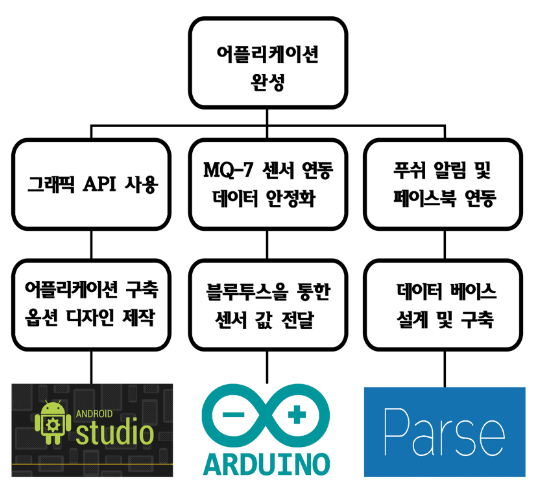 어플리케이션
완성
그래픽 API 사용
MQ-7 센서 연동
데이터 안정화
푸쉬 알림 및
페이스북 연동
어플리케이션 구축
옵션 디자인 제작
블루투스을 통한
센서 값 전달
데이터 베이스
설계 및 구축
ANDROID
studio
ARDUINO
Parse